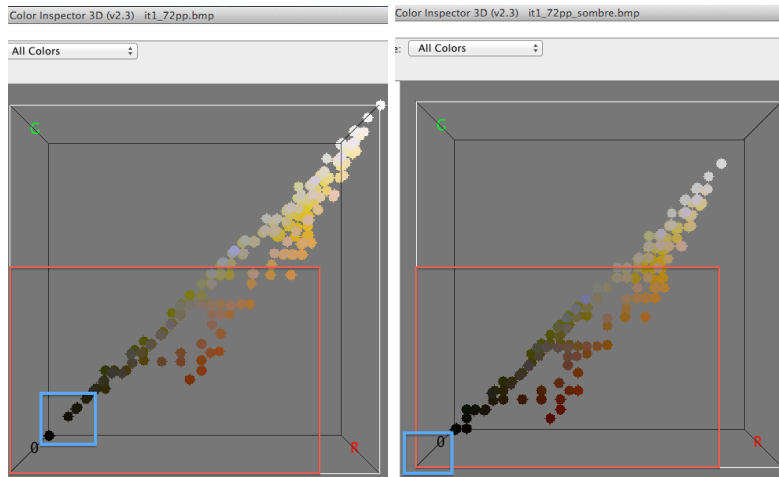 Color Inspector 3D (v2.3) it1_72pp.bmp
All Colors
G
0
R
Color Inspector 3D (v2.3) it1_72pp_sombre.bmp
e: All Colors
G
0
R